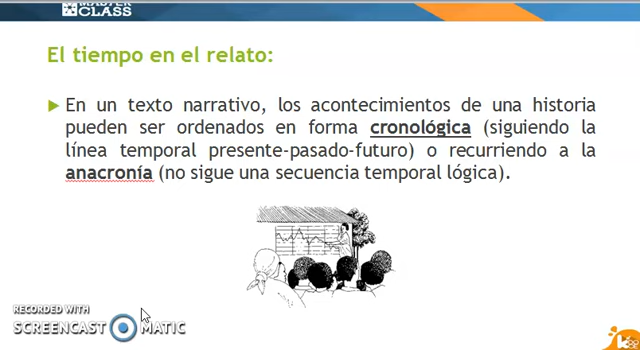 MASTER
CLASS
El tiempo en el relato:
En un texto narrativo, los acontecimientos de una historia
pueden ser ordenados en forma cronológica (siguiendo la
línea temporal presente-pasado-futuro) o recurriendo a la
anacronía (no sigue una secuencia temporal lógica).
RECORDED WITH
SCREENCAST MATIC